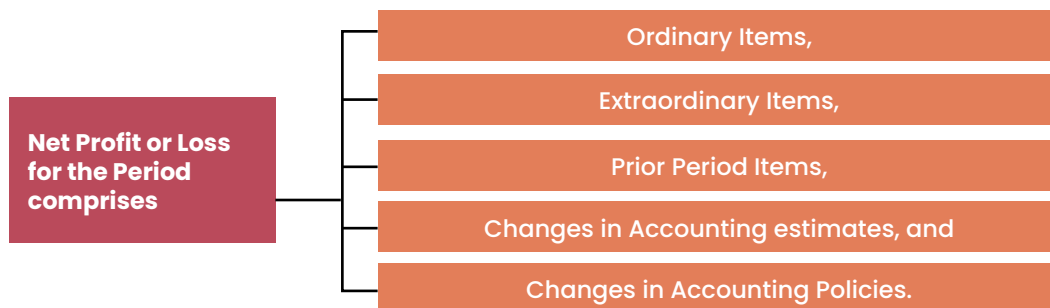 Net Profit or Loss
for the Period
comprises
Ordinary Items,
Extraordinary Items,
Prior Period Items,
Changes in Accounting estimates, and
Changes in Accounting Policies.